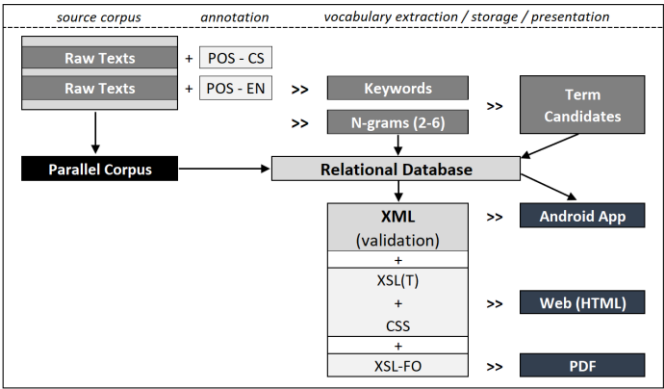 source corpus annotation vocabulary extraction / storage / presentation
Raw Texts + POS - CS
Raw Texts + POS - EN >> Keywords >> Term Candidates
>> N-grams (2-6)
Parallel Corpus Relational Database
XML >> Android App
(validation)
+
XSL(T)
+ >> Web (HTML)
CSS
+
XSL-FO >> PDF